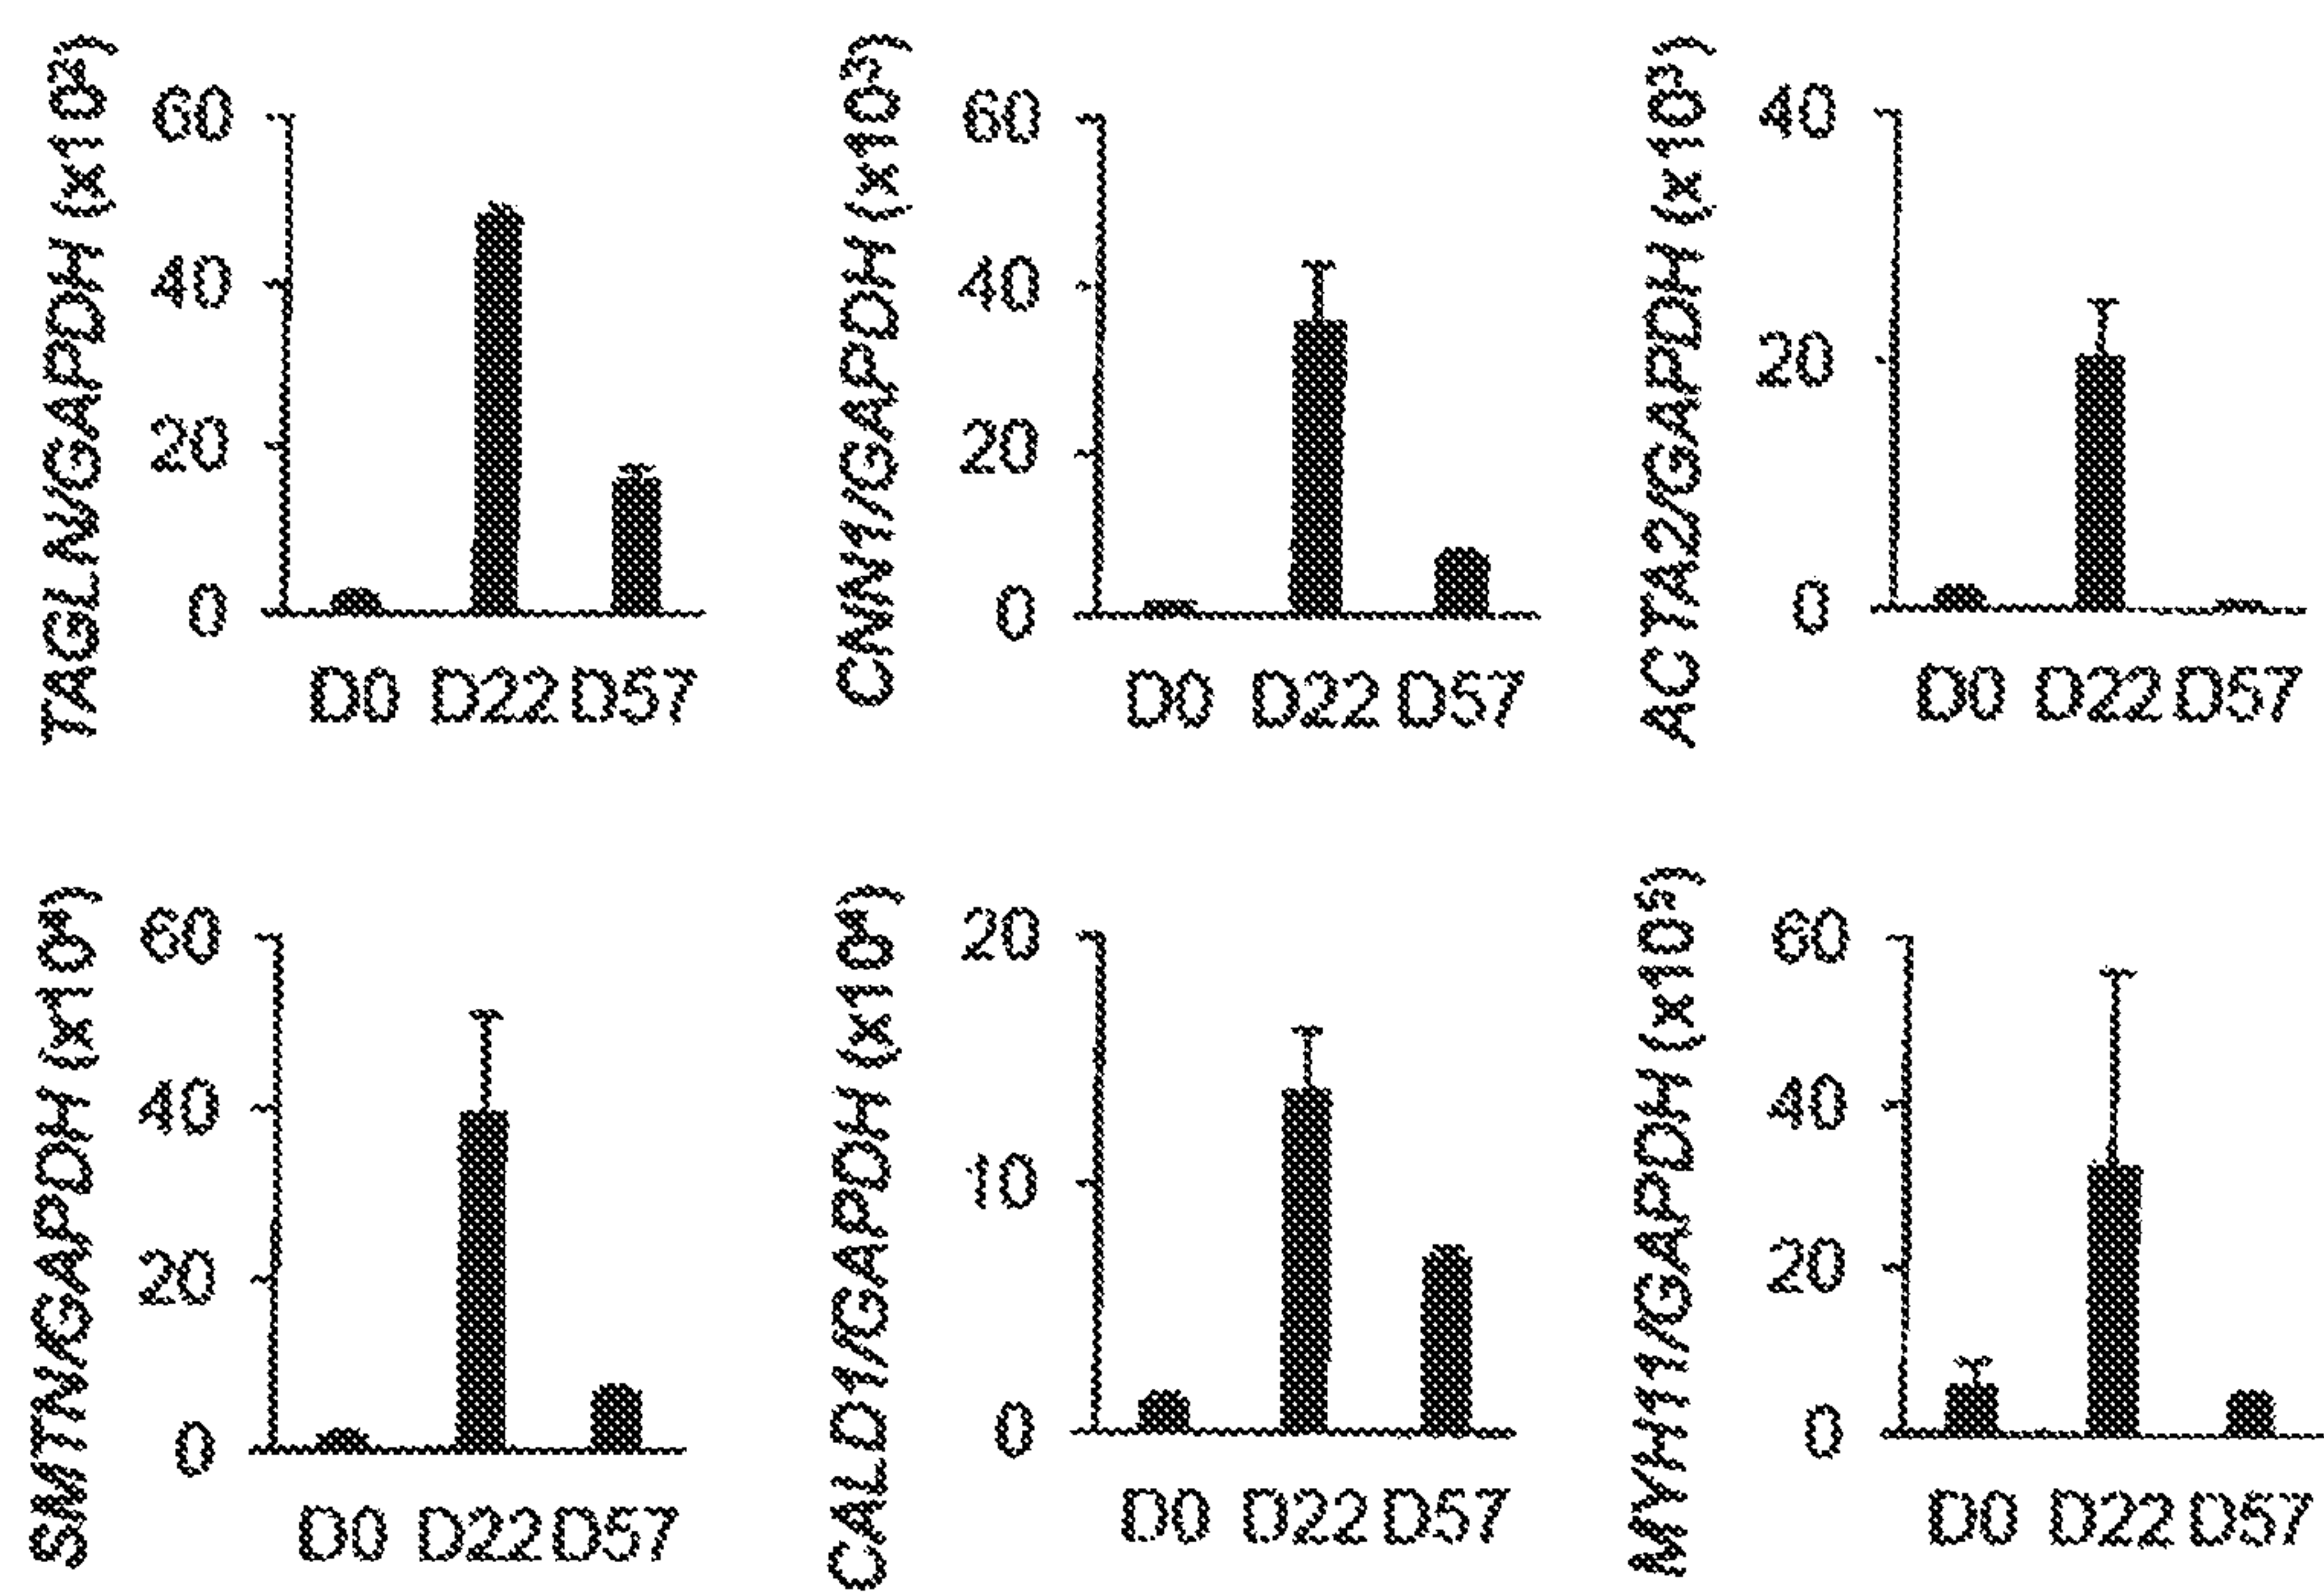 TAGLN/GAPDH (x10²)
60
40
20
0
D0 D22 D57
CNN1/GAPDH (x10³)
60
40
20
0
D0 D22 D57
ACTA2/GAPDH (x10³)
40
20
0
D0 D22 D57
SMTN/GAPDH (x10⁴)
60
40
20
0
D0 D22 D57
CALD1/GAPDH (x10⁴)
20
10
0
D0 D22 D57
MYH11/GAPDH (x10⁵)
60
40
20
0
D0 D22 D57